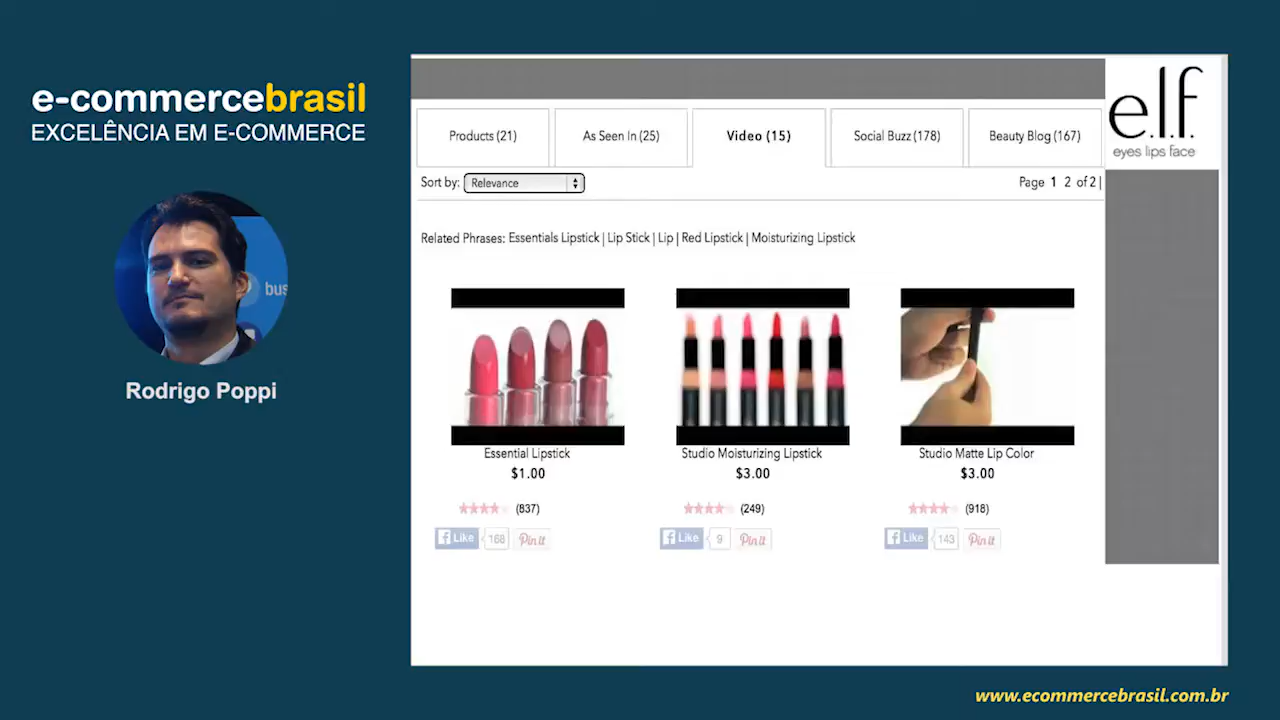 e-commercebrasil
EXCELÊNCIA EM E-COMMERCE
bus
Rodrigo Poppi
e.l.f.
eyes lips face
Products (21)
As Seen In (25)
Video (15)
Social Buzz (178)
Beauty Blog (167)
Sort by: Relevance
Page 1 2 of 2 |
Related Phrases: Essentials Lipstick | Lip Stick | Lip | Red Lipstick | Moisturizing Lipstick
Essential Lipstick
$1.00
(837)
Like 168 Pin it
Studio Moisturizing Lipstick
$3.00
(249)
Like 9 Pin it
Studio Matte Lip Color
$3.00
(918)
Like 143 Pin it
www.ecommercebrasil.com.br